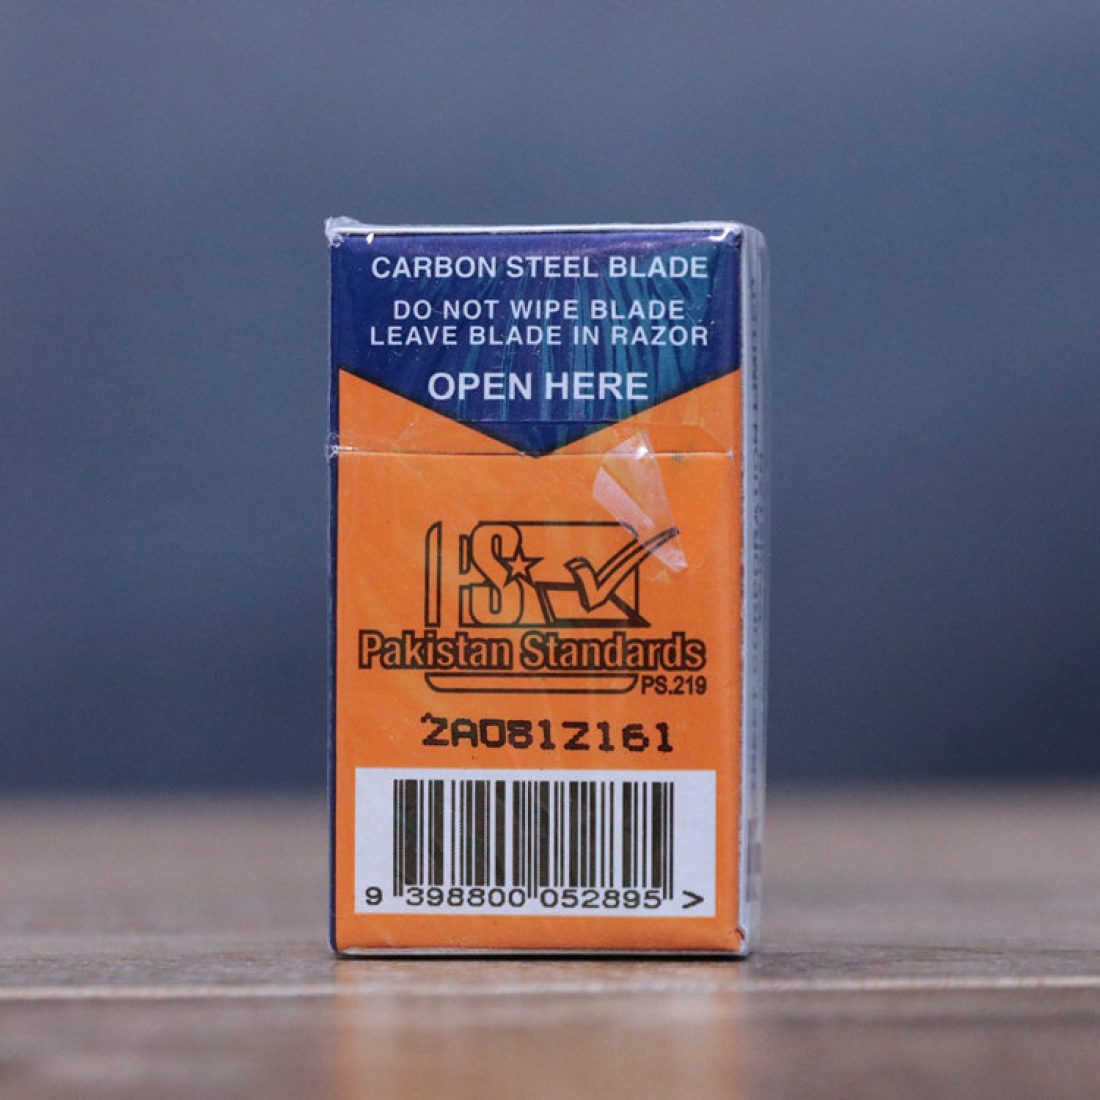 CARBON STEEL BLADE
DO NOT WIPE BLADE
LEAVE BLADE IN RAZOR
OPEN HERE
PS
Pakistan Standards
PS.219
ZA081Z161
9 398800 052895 >